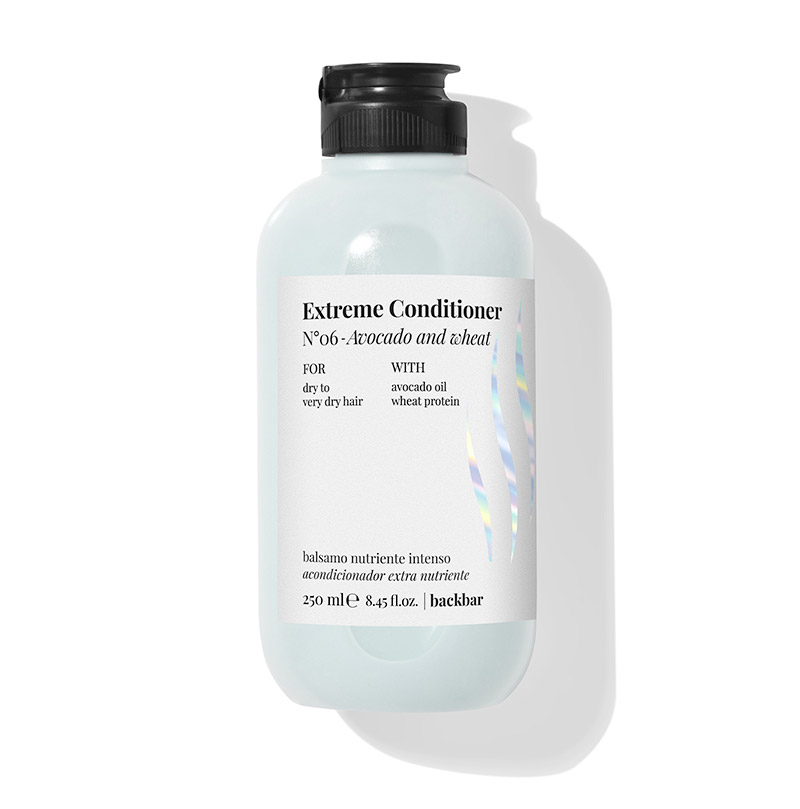 Extreme Conditioner
N°06 - Avocado and wheat
FOR
dry to
very dry hair
WITH
avocado oil
wheat protein
balsamo nutriente intenso
acondicionador extra nutriente
250 ml ℮ 8.45 fl.oz. | backbar